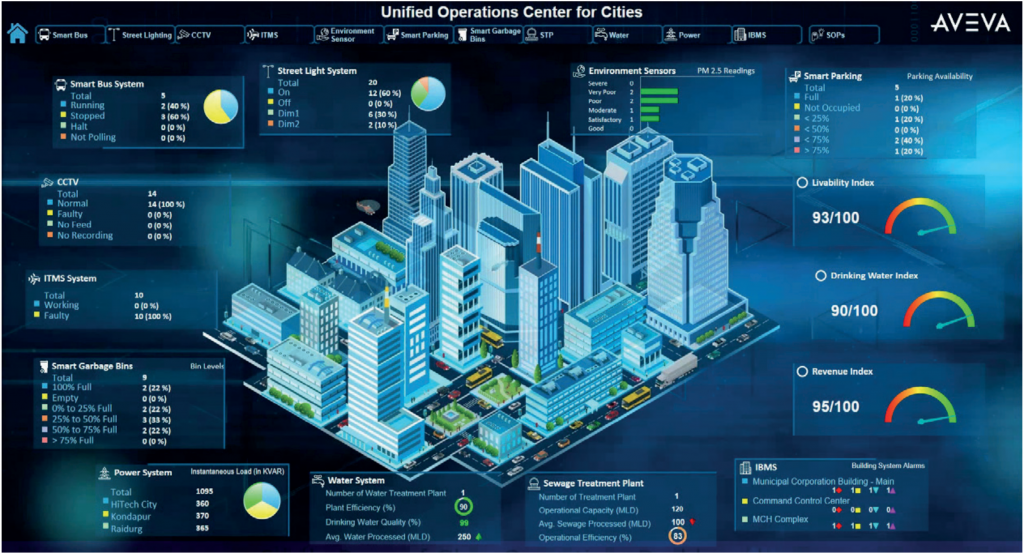 Unified Operations Center for Cities
AVEVA
Smart Bus
Street Lighting
CCTV
ITMS
Environment Sensor
Smart Parking
Smart Garbage Bins
STP
Water
Power
IBMS
SOPs
Smart Bus System
Total 5
Running 2 (40 %)
Stopped 3 (60 %)
Halt 0 (0 %)
Not Polling 0 (0 %)
Street Light System
Total 20
On 12 (60 %)
Off 0 (0 %)
Dim1 6 (30 %)
Dim2 2 (10 %)
Environment Sensors PM 2.5 Readings
Severe 0
Very Poor 2
Poor 2
Moderate 1
Satisfactory 1
Good 0
Smart Parking Parking Availability
Total 5
Full 1 (20 %)
Not Occupied 0 (0 %)
< 25% 1 (20 %)
< 50% 0 (0 %)
< 75% 2 (40 %)
> 75% 1 (20 %)
CCTV
Total 14
Normal 14 (100 %)
Faulty 0 (0 %)
No Feed 0 (0 %)
No Recording 0 (0 %)
Livability Index
93/100
ITMS System
Total 10
Working 0 (0 %)
Faulty 10 (100 %)
Drinking Water Index
90/100
Smart Garbage Bins Bin Levels
Total 9
100% Full 2 (22 %)
Empty 0 (0 %)
0% to 25% Full 2 (22 %)
25% to 50% Full 3 (33 %)
50% to 75% Full 2 (22 %)
> 75% Full 0 (0 %)
Revenue Index
95/100
Power System Instantaneous Load (in KVAR)
Total 1095
HiTech City 360
Kondapur 370
Raidurg 365
Water System
Number of Water Treatment Plant 1
Plant Efficiency (%) 90
Drinking Water Quality (%) 99
Avg. Water Processed (MLD) 250
Sewage Treatment Plant
Number of Treatment Plant 1
Operational Capacity (MLD) 120
Avg. Sewage Processed (MLD) 100
Operational Efficiency (%) 83
IBMS Building System Alarms
Municipal Corporation Building - Main
1 1 1 1
Command Control Center
0 0 0 0
MCH Complex
1 1 1 1